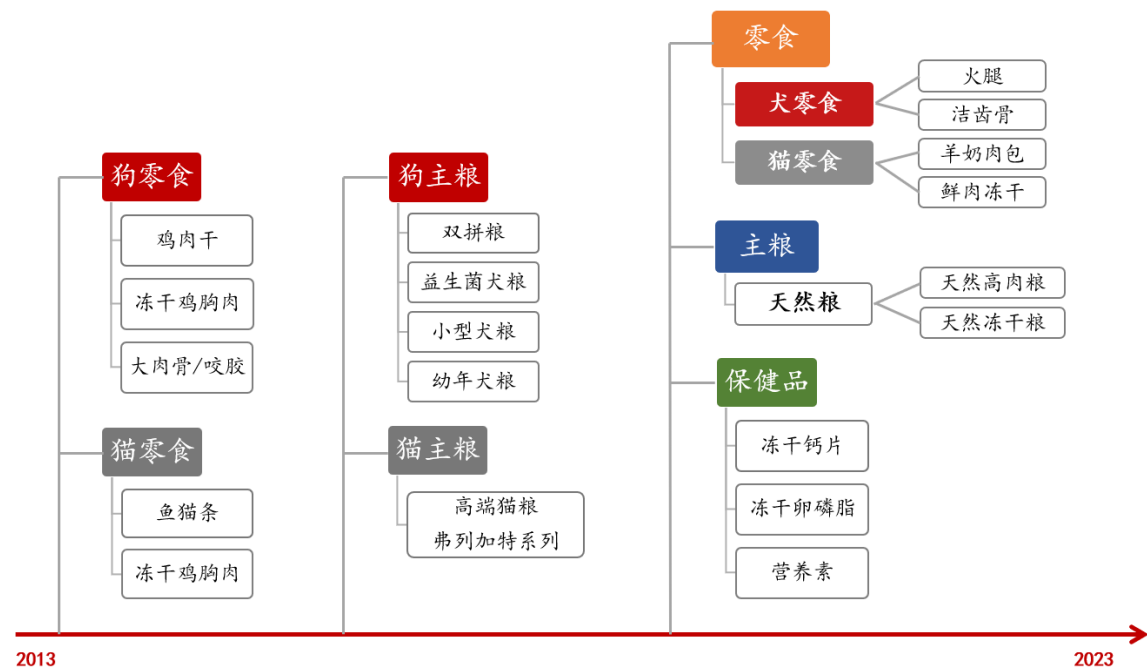 狗零食
鸡肉干
冻干鸡胸肉
大肉骨/咬胶
猫零食
鱼猫条
冻干鸡胸肉
狗主粮
双拼粮
益生菌犬粮
小型犬粮
幼年犬粮
猫主粮
高端猫粮
弗列加特系列
零食
犬零食
火腿
洁齿骨
猫零食
羊奶肉包
鲜肉冻干
主粮
天然粮
天然高肉粮
天然冻干粮
保健品
冻干钙片
冻干卵磷脂
营养素
2013
2023